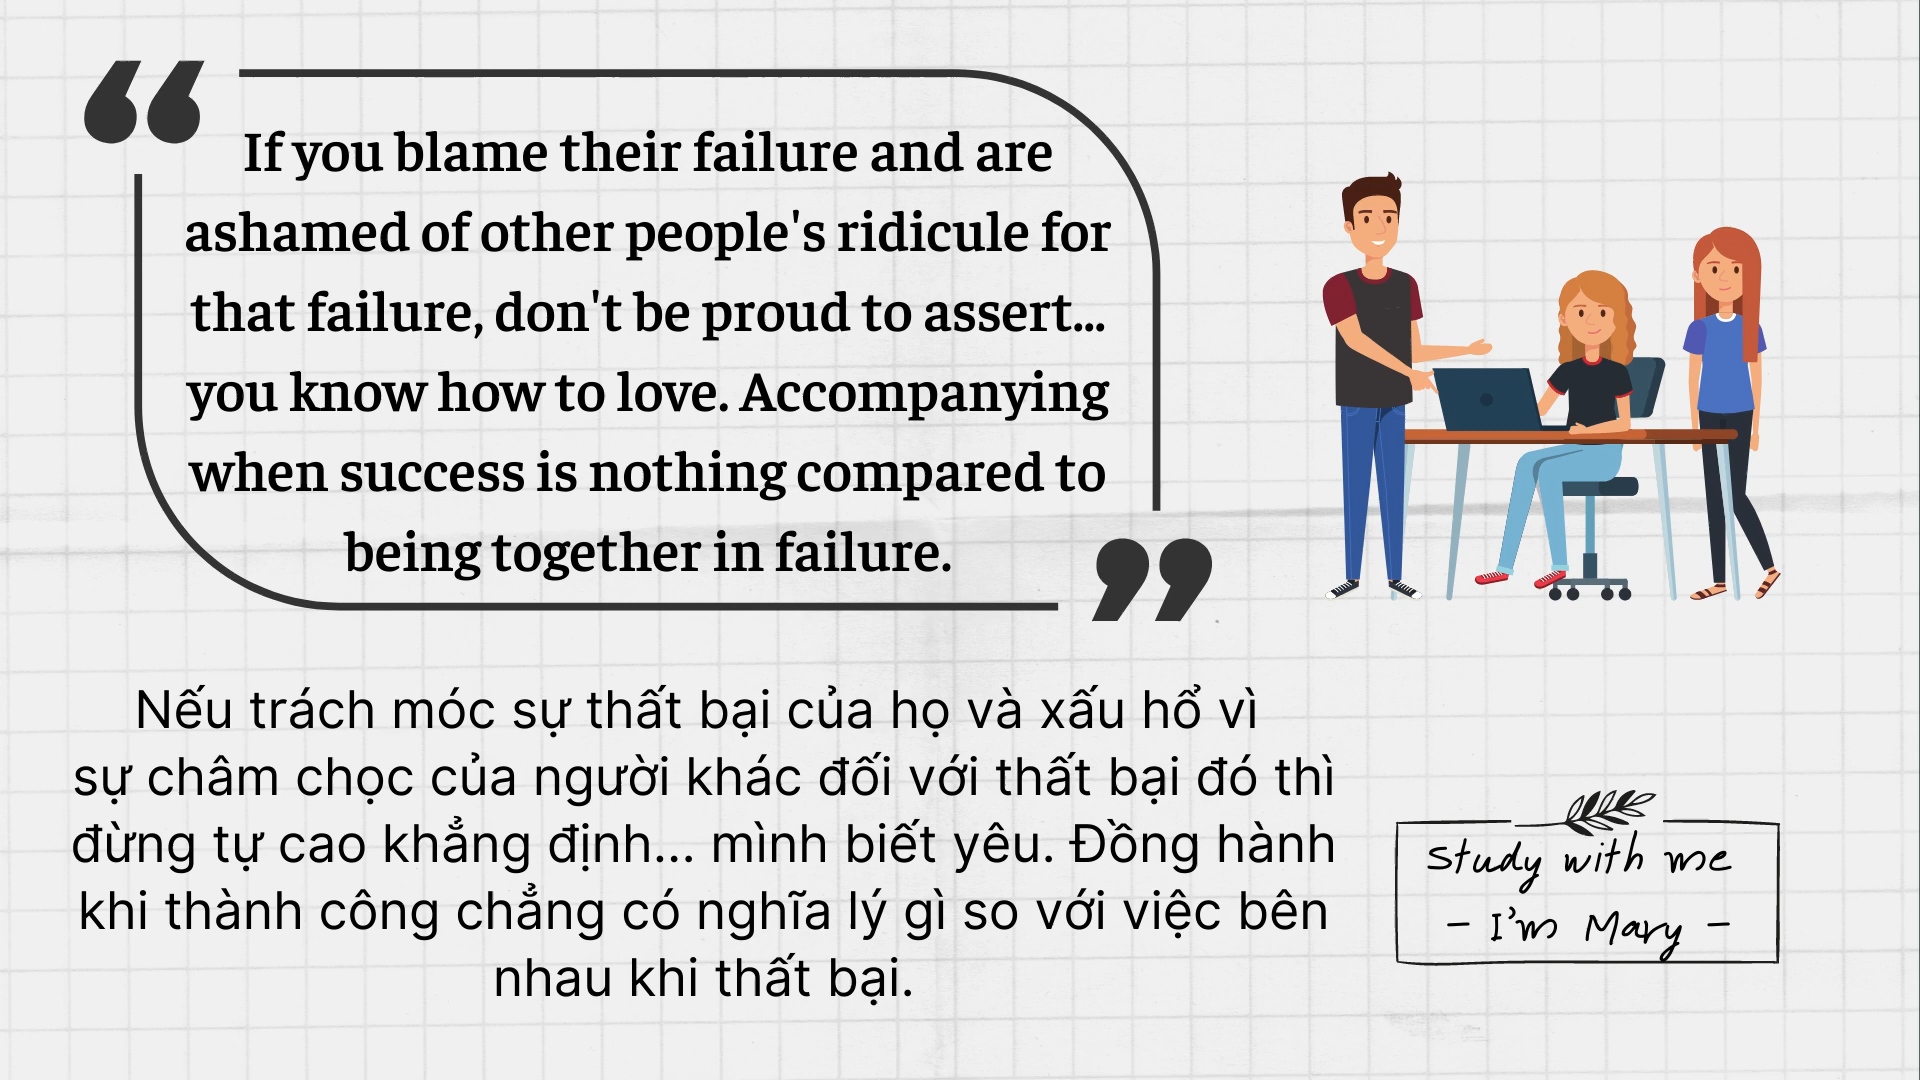 If you blame their failure and are
ashamed of other people's ridicule for
that failure, don't be proud to assert...
you know how to love. Accompanying
when success is nothing compared to
being together in failure.
Nếu trách móc sự thất bại của họ và xấu hổ vì
sự châm chọc của người khác đối với thất bại đó thì
đừng tự cao khẳng định... mình biết yêu. Đồng hành
khi thành công chẳng có nghĩa lý gì so với việc bên
nhau khi thất bại.
Study with me
- I'm Mary -